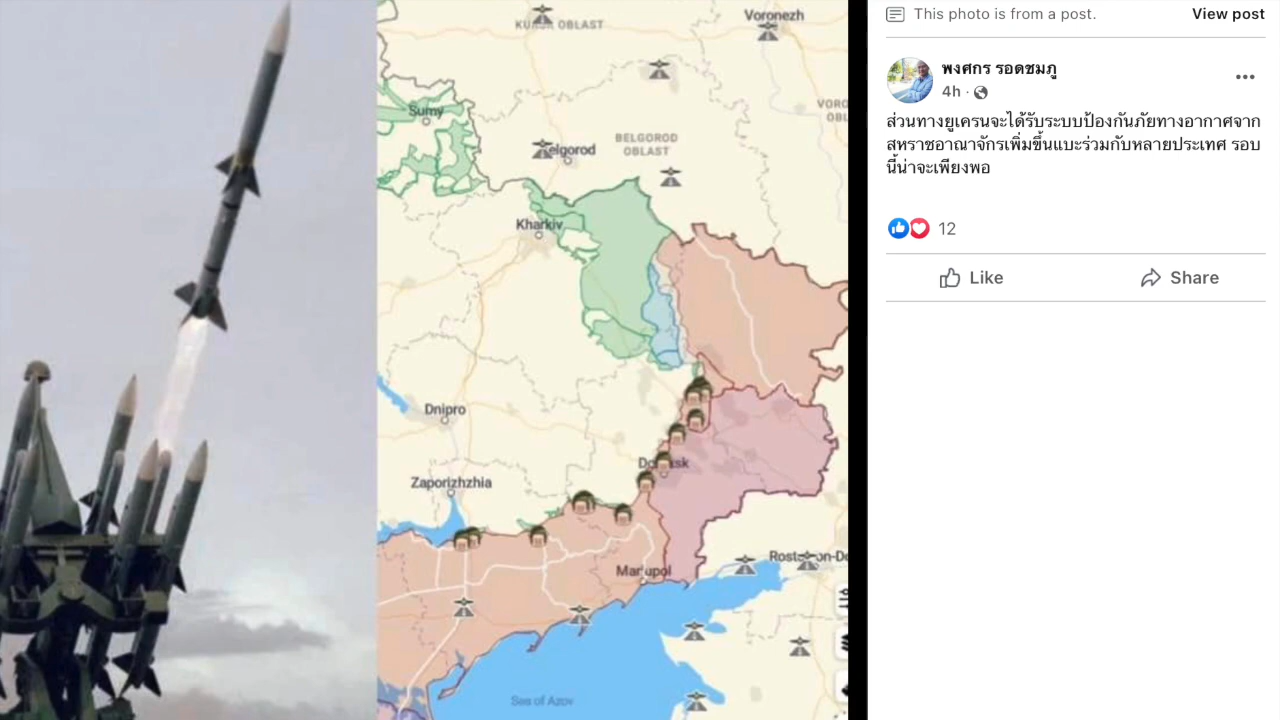 KURSK OBLAST
Voronezh
Sumy
BELGOROD
OBLAST
Kharkiv
Dnipro
Zaporizhzhia
Mariupol
Sea of Azov
This photo is from a post.
View post
พงศกร รอดชมภู
4h ·
ส่วนทางยูเครนจะได้รับระบบป้องกันภัยทางอากาศจาก
สหราชอาณาจักรเพิ่มขึ้นแบะร่วมกับหลายประเทศ รอบ
นี้น่าจะเพียงพอ
12
Like
Share